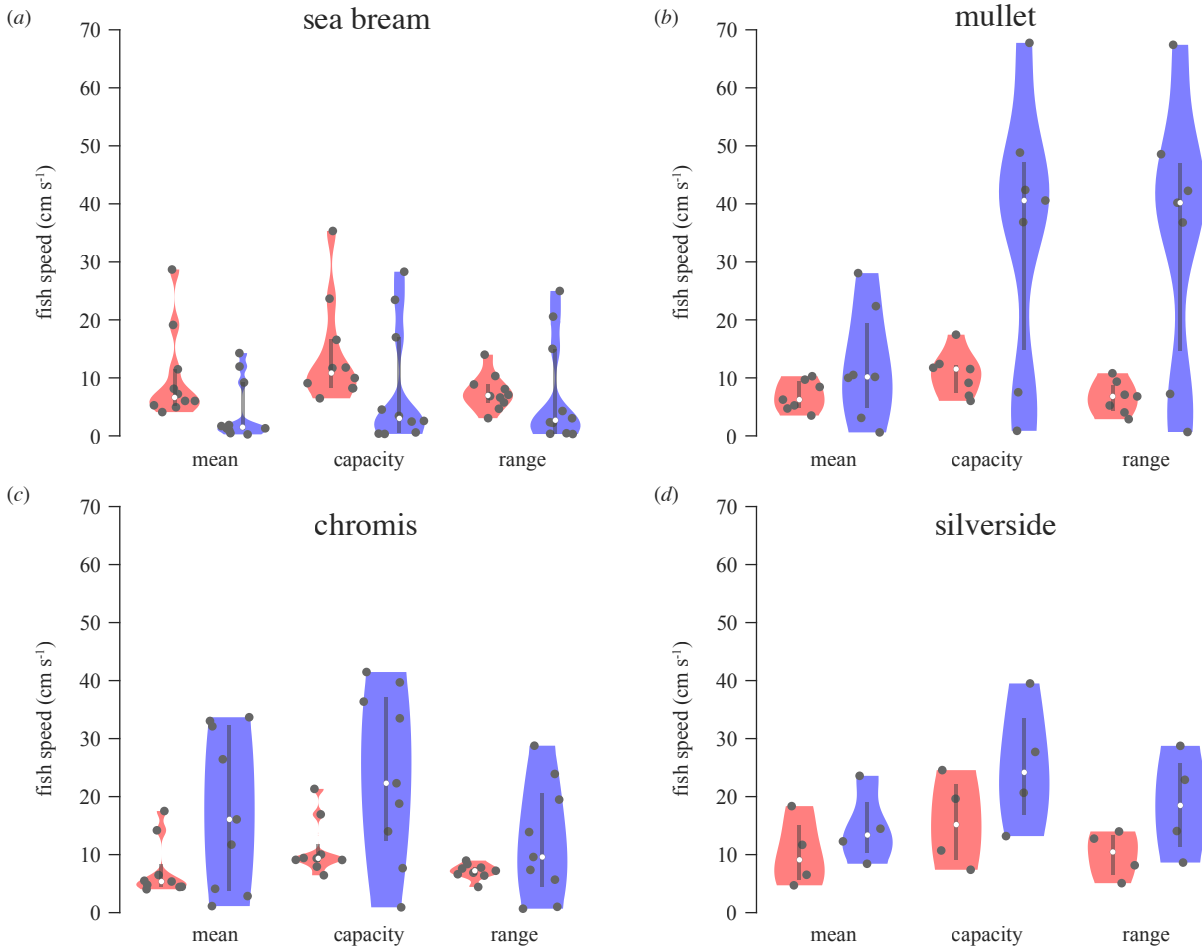 (a)
sea bream
70
60
50
40
30
20
10
0
fish speed (cm s⁻¹)
mean
capacity
range
(b)
mullet
70
60
50
40
30
20
10
0
fish speed (cm s⁻¹)
mean
capacity
range
(c)
chromis
70
60
50
40
30
20
10
0
fish speed (cm s⁻¹)
mean
capacity
range
(d)
silverside
70
60
50
40
30
20
10
0
fish speed (cm s⁻¹)
mean
capacity
range